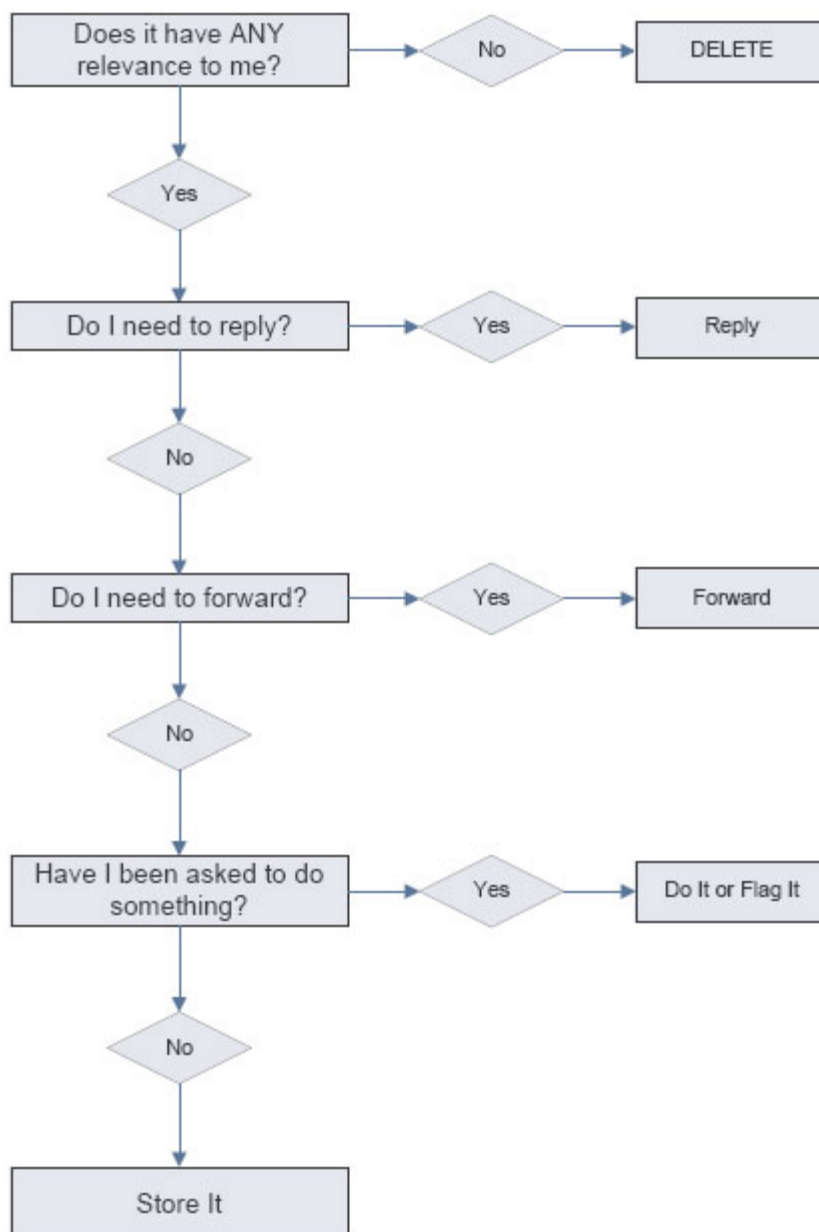 Does it have ANY
relevance to me?
No
DELETE
Yes
Do I need to reply?
Yes
Reply
No
Do I need to forward?
Yes
Forward
No
Have I been asked to do
something?
Yes
Do It or Flag It
No
Store It